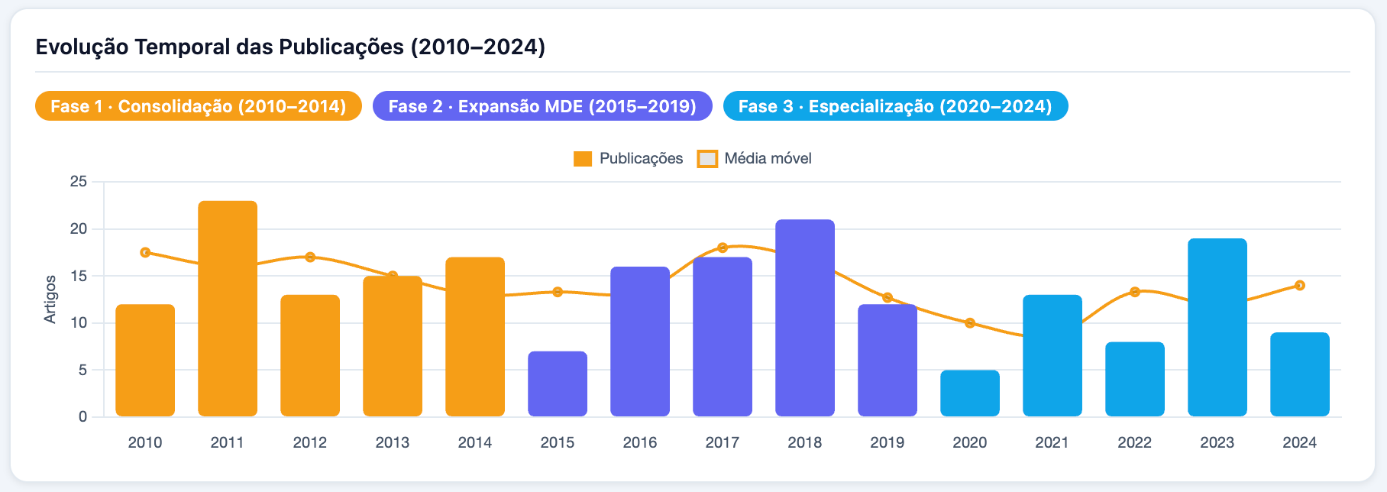 Evolução Temporal das Publicações (2010–2024)
Fase 1 · Consolidação (2010–2014) Fase 2 · Expansão MDE (2015–2019) Fase 3 · Especialização (2020–2024)
Publicações Média móvel
Artigos
25
20
15
10
5
0
2010 2011 2012 2013 2014 2015 2016 2017 2018 2019 2020 2021 2022 2023 2024